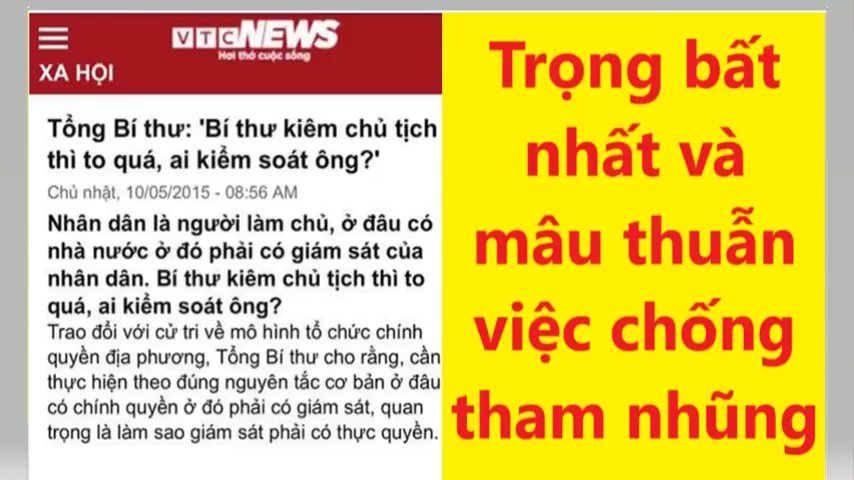 VTC NEWS
Hơi thở cuộc sống
XA HỘI
Tổng Bí thư: 'Bí thư kiêm chủ tịch
thì to quá, ai kiểm soát ông?'
Chủ nhật, 10/05/2015 - 08:56 AM
Nhân dân là người làm chủ, ở đâu có
nhà nước ở đó phải có giám sát của
nhân dân. Bí thư kiêm chủ tịch thì to
quá, ai kiểm soát ông?
Trao đổi với cử tri về mô hình tổ chức chính
quyền địa phương, Tổng Bí thư cho rằng, cần
thực hiện theo đúng nguyên tắc cơ bản ở đâu
có chính quyền ở đó phải có giám sát, quan
trọng là làm sao giám sát phải có thực quyền.
Trọng bất
nhất và
mâu thuẫn
việc chống
tham nhũng